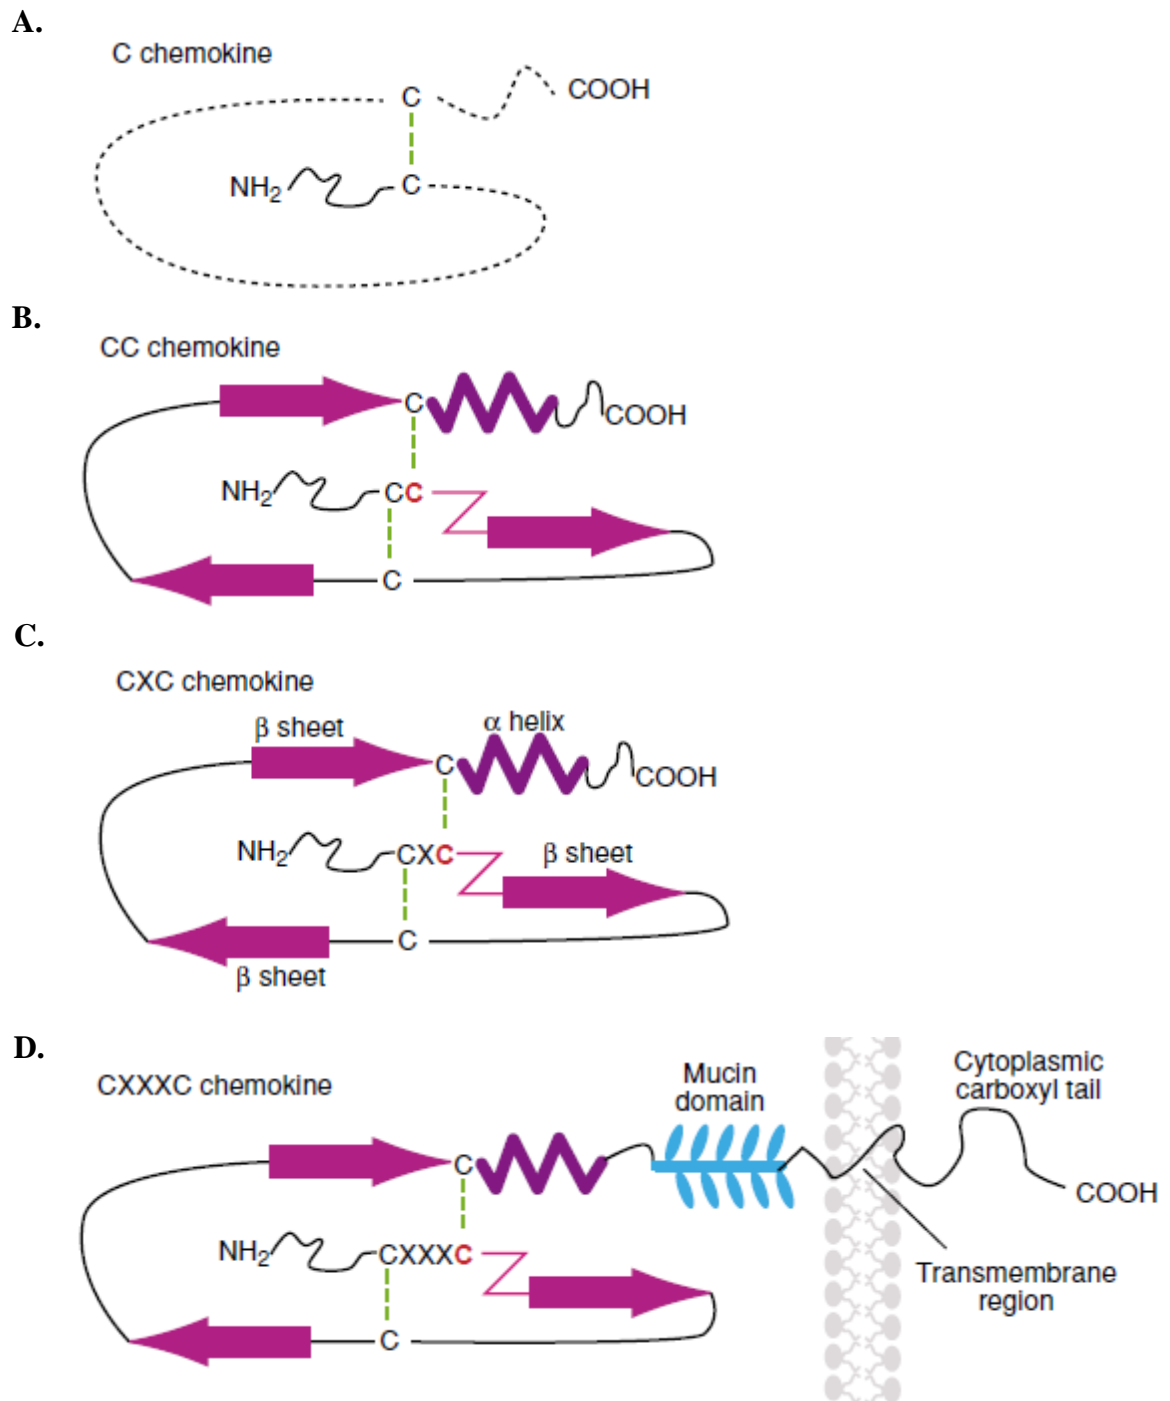 A.
C chemokine
C
COOH
NH2
C
B.
CC chemokine
C
COOH
NH2
CC
C
C.
CXC chemokine
β sheet
α helix
C
COOH
NH2
CXC
β sheet
C
β sheet
D.
CXXXC chemokine
Mucin
domain
Cytoplasmic
carboxyl tail
C
COOH
NH2
CXXXC
Transmembrane
region
C